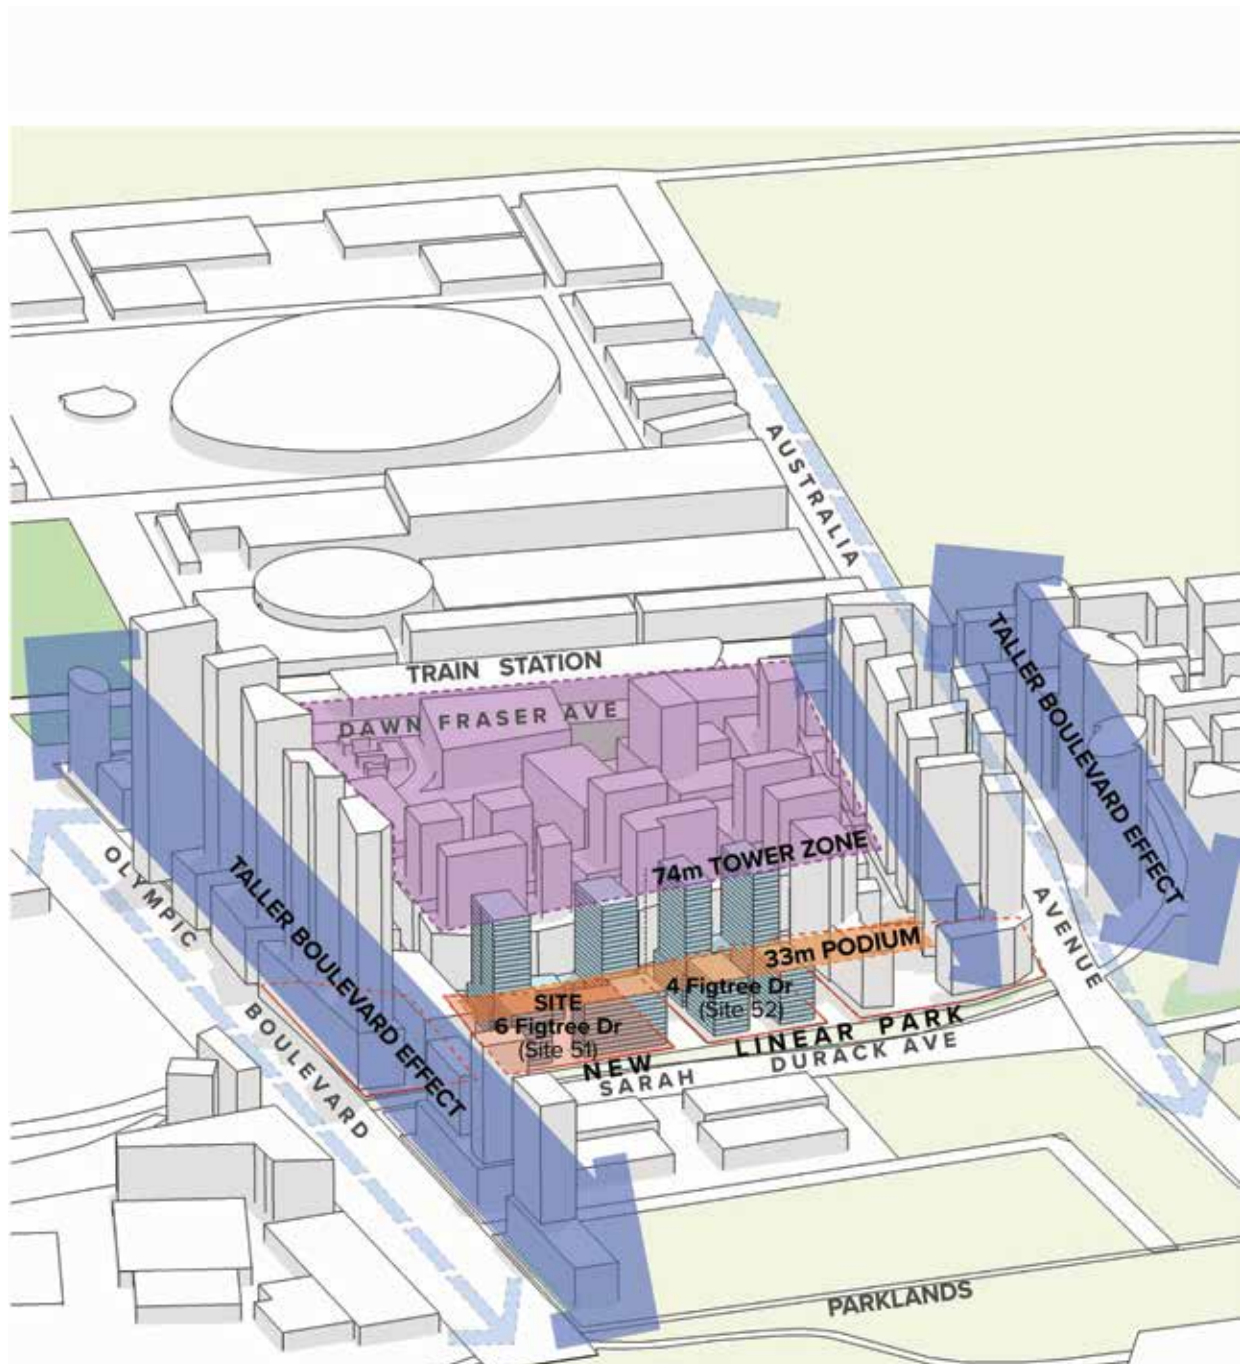 AUSTRALIA
TRAIN STATION
DAWN FRASER AVE
TALLER BOULEVARD EFFECT
74m TOWER ZONE
OLYMPIC
TALLER BOULEVARD EFFECT
AVENUE
33m PODIUM
SITE
6 Figtree Dr
(Site 51)
4 Figtree Dr
(Site 52)
BOULEVARD
NEW LINEAR PARK
SARAH DURACK AVE
PARKLANDS